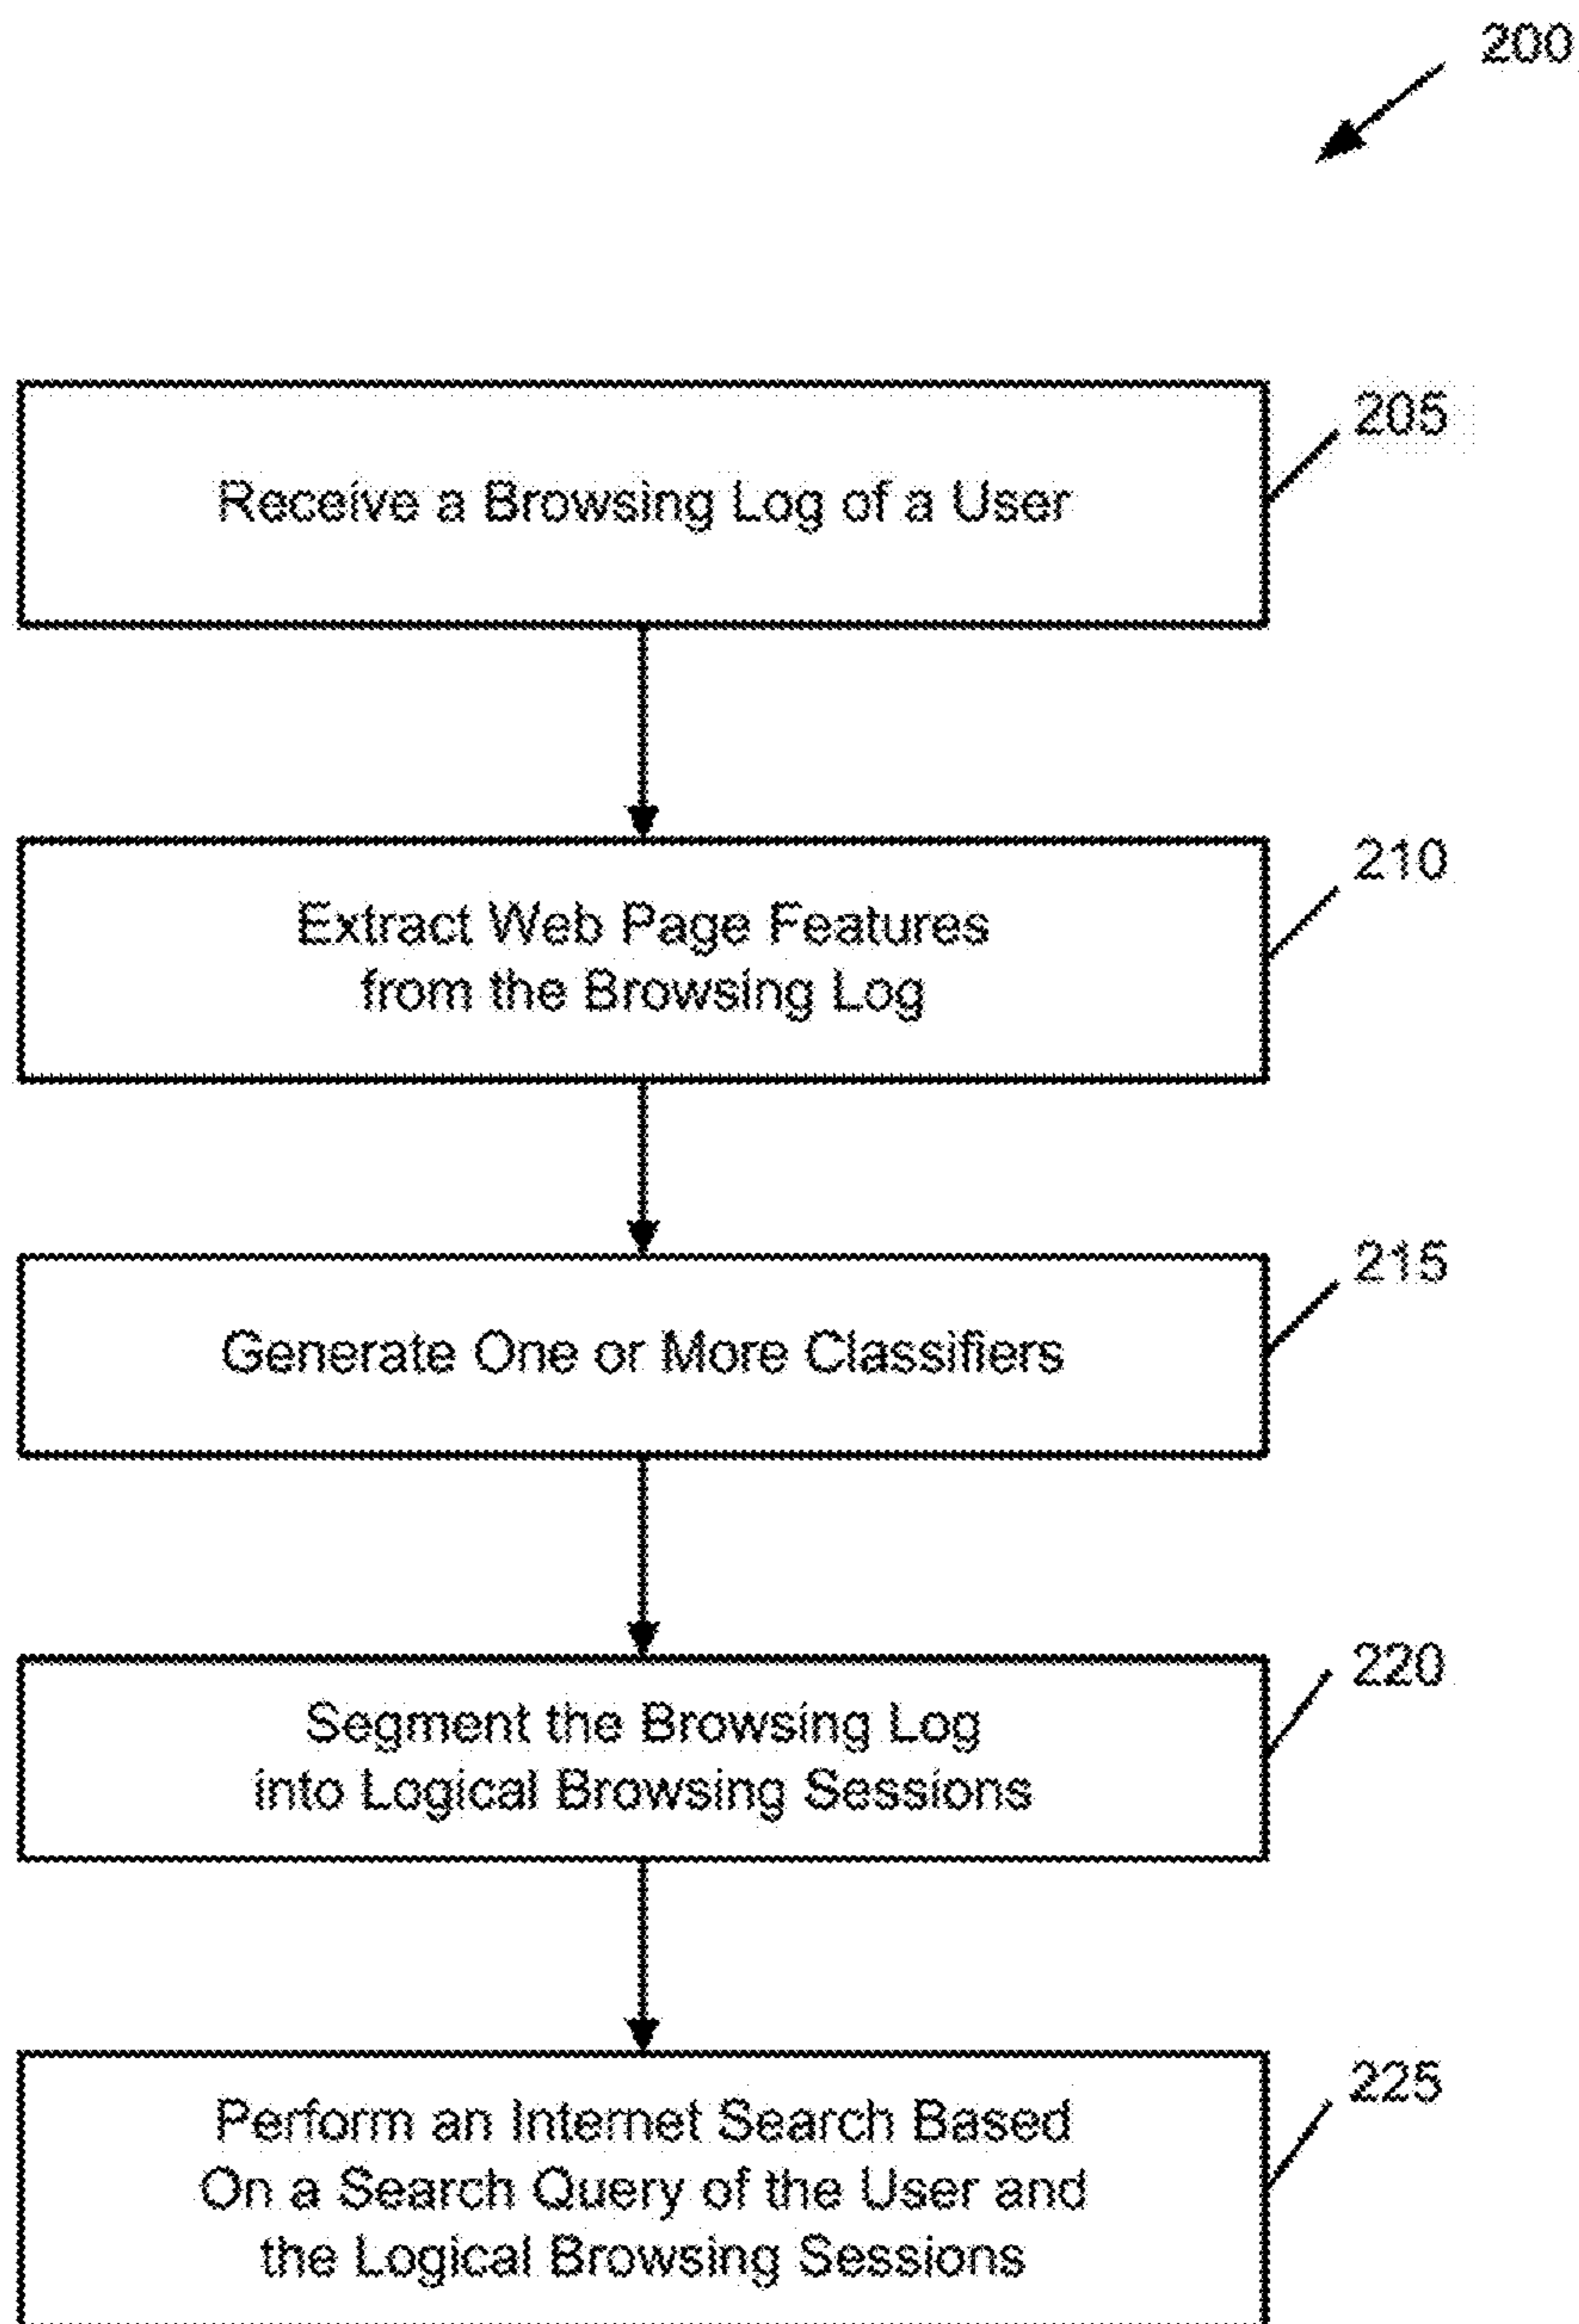 200
Receive a Browsing Log of a User
205
Extract Web Page Features
from the Browsing Log
210
Generate One or More Classifiers
215
Segment the Browsing Log
into Logical Browsing Sessions
220
Perform an Internet Search Based
On a Search Query of the User and
the Logical Browsing Sessions
225